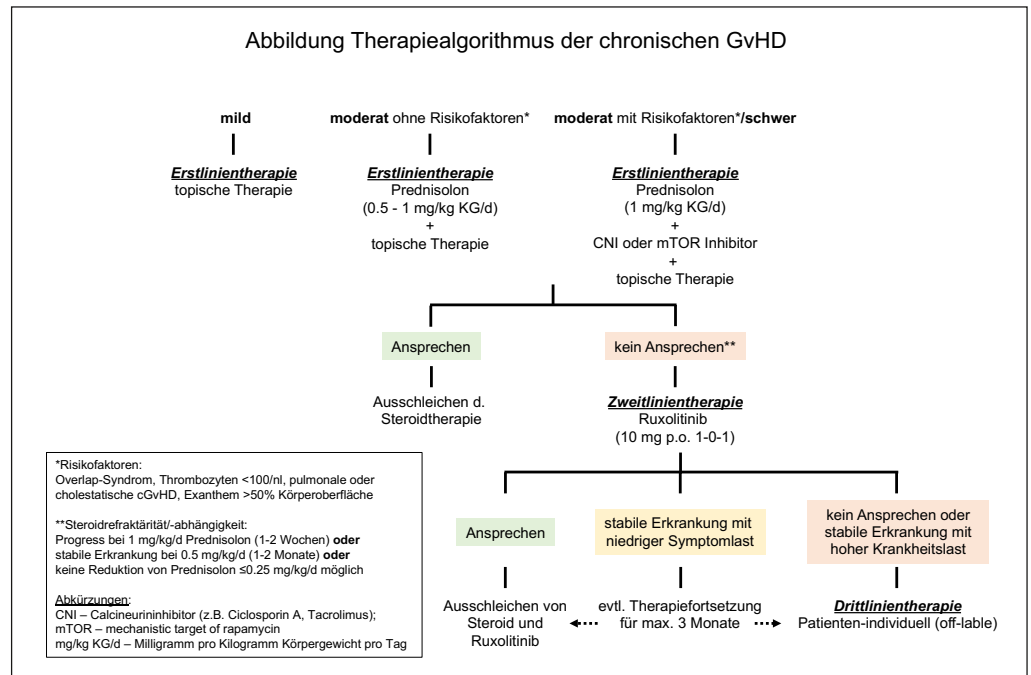 Abbildung Therapiealgorithmus der chronischen GvHD
mild
moderat ohne Risikofaktoren*
moderat mit Risikofaktoren*/schwer
Erstlinientherapie
topische Therapie
Erstlinientherapie
Prednisolon
(0.5 - 1 mg/kg KG/d)
+
topische Therapie
Erstlinientherapie
Prednisolon
(1 mg/kg KG/d)
+
CNI oder mTOR Inhibitor
+
topische Therapie
Ansprechen
kein Ansprechen**
Ausschleichen d.
Steroidtherapie
Zweitlinientherapie
Ruxolitinib
(10 mg p.o. 1-0-1)
Ansprechen
stabile Erkrankung mit
niedriger Symptomlast
kein Ansprechen oder
stabile Erkrankung mit
hoher Krankheitslast
Ausschleichen von
Steroid und
Ruxolitinib
evtl. Therapiefortsetzung
für max. 3 Monate
Drittlinientherapie
Patienten-individuell (off-lable)
*Risikofaktoren:
Overlap-Syndrom, Thrombozyten <100/nl, pulmonale oder
cholestatische cGvHD, Exanthem >50% Körperoberfläche
**Steroidrefraktärität/-abhängigkeit:
Progress bei 1 mg/kg/d Prednisolon (1-2 Wochen) oder
stabile Erkrankung bei 0.5 mg/kg/d (1-2 Monate) oder
keine Reduktion von Prednisolon ≤0.25 mg/kg/d möglich
Abkürzungen:
CNI – Calcineurininhibitor (z.B. Ciclosporin A, Tacrolimus);
mTOR – mechanistic target of rapamycin
mg/kg KG/d – Milligramm pro Kilogramm Körpergewicht pro Tag